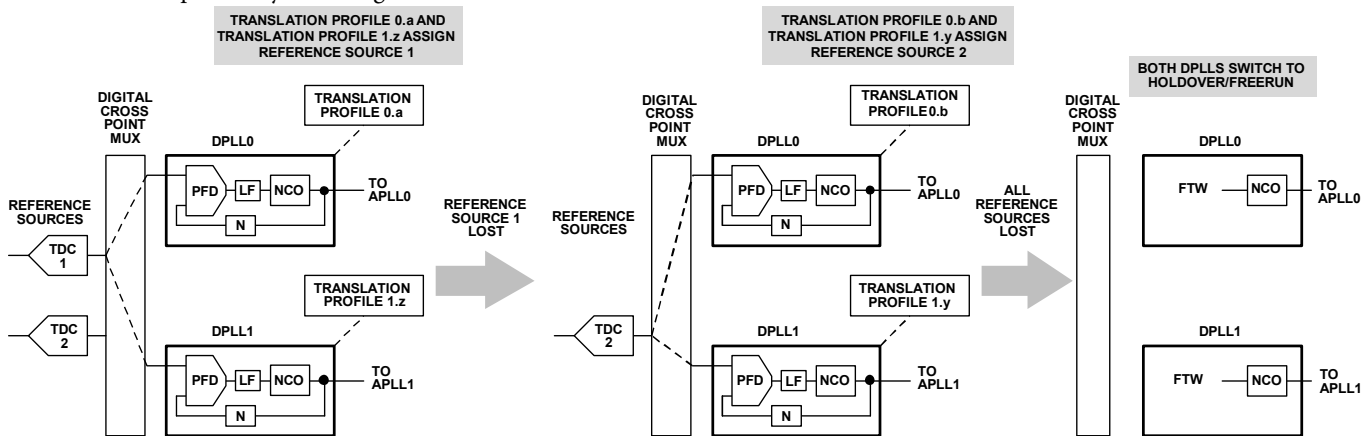 TRANSLATION PROFILE 0.a AND
TRANSLATION PROFILE 1.z ASSIGN
REFERENCE SOURCE 1
DIGITAL
CROSS
POINT
MUX
TRANSLATION
PROFILE 0.a
DPLL0
PFD
LF
NCO
N
TO
APLL0
REFERENCE
SOURCES
TDC
1
TDC
2
TRANSLATION
PROFILE 1.z
DPLL1
PFD
LF
NCO
N
TO
APLL1
REFERENCE
SOURCE 1
LOST
TRANSLATION PROFILE 0.b AND
TRANSLATION PROFILE 1.y ASSIGN
REFERENCE SOURCE 2
DIGITAL
CROSS
POINT
MUX
TRANSLATION
PROFILE 0.b
DPLL0
PFD
LF
NCO
N
TO
APLL0
REFERENCE
SOURCES
TDC
2
TRANSLATION
PROFILE 1.y
DPLL1
PFD
LF
NCO
N
TO
APLL1
ALL
REFERENCE
SOURCES
LOST
BOTH DPLLS SWITCH TO
HOLDOVER/FREERUN
DIGITAL
CROSS
POINT
MUX
DPLL0
FTW
NCO
TO
APLL0
DPLL1
FTW
NCO
TO
APLL1